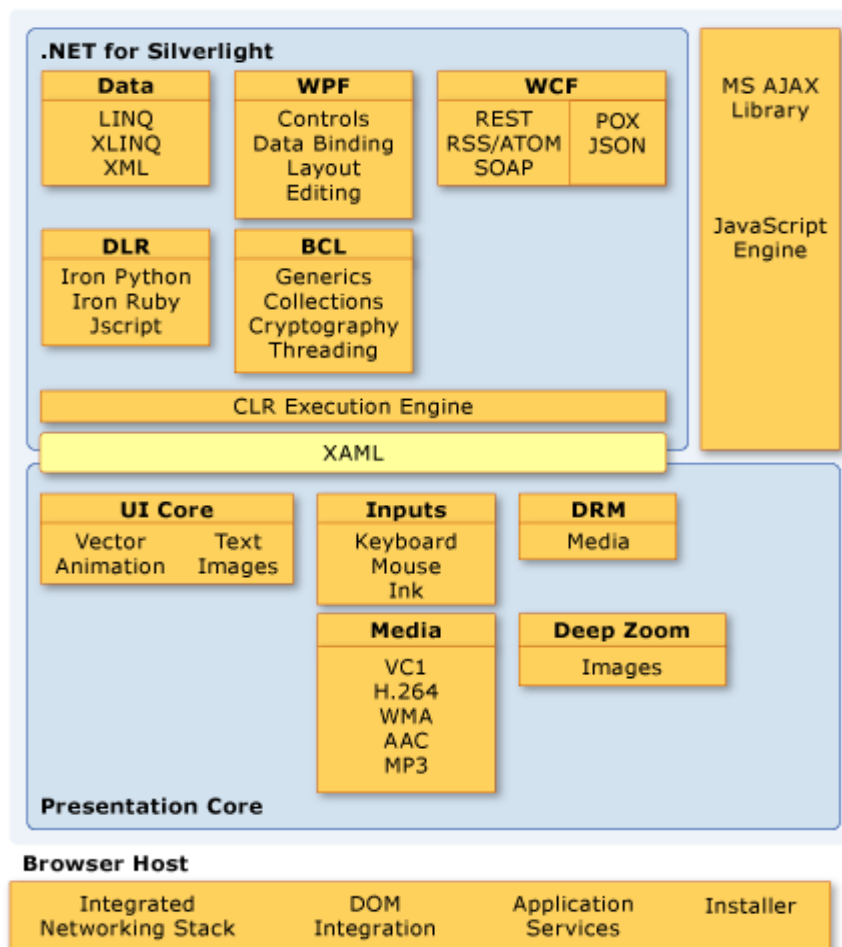 .NET for Silverlight
Data
LINQ
XLINQ
XML
WPF
Controls
Data Binding
Layout
Editing
WCF
REST
RSS/ATOM
SOAP
POX
JSON
MS AJAX
Library
JavaScript
Engine
DLR
Iron Python
Iron Ruby
Jscript
BCL
Generics
Collections
Cryptography
Threading
CLR Execution Engine
XAML
UI Core
Vector
Animation
Text
Images
Inputs
Keyboard
Mouse
Ink
DRM
Media
Media
VC1
H.264
WMA
AAC
MP3
Deep Zoom
Images
Presentation Core
Browser Host
Integrated
Networking Stack
DOM
Integration
Application
Services
Installer